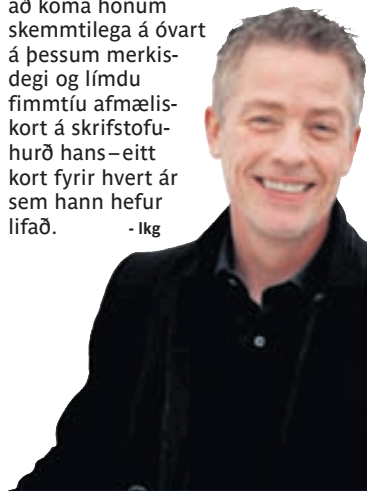 að koma honum
skemmtilega á óvart
á þessum merkis-
degi og límdu
fimmtíu afmælis-
kort á skrifstofu-
hurð hans – eitt
kort fyrir hvert ár
sem hann hefur
lifað. - lkg